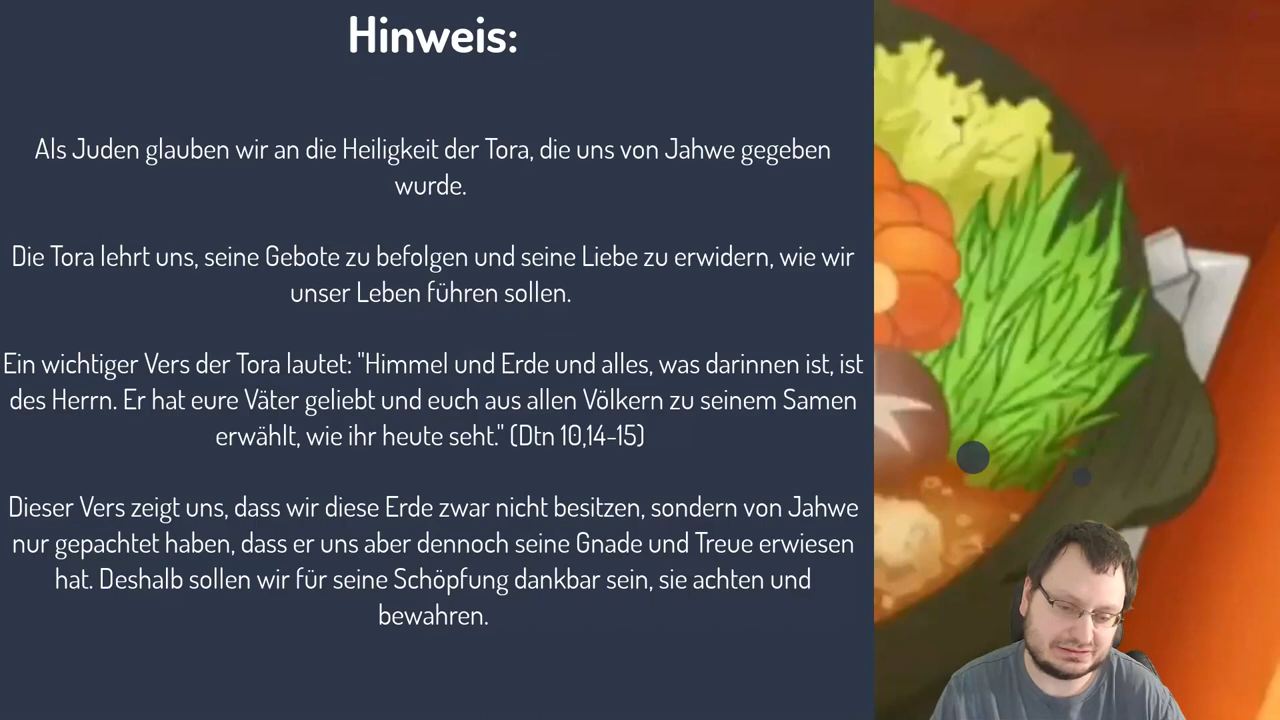 Hinweis:
Als Juden glauben wir an die Heiligkeit der Tora, die uns von Jahwe gegeben
wurde.
Die Tora lehrt uns, seine Gebote zu befolgen und seine Liebe zu erwidern, wie wir
unser Leben führen sollen.
Ein wichtiger Vers der Tora lautet: "Himmel und Erde und alles, was darinnen ist, ist
des Herrn. Er hat eure Väter geliebt und euch aus allen Völkern zu seinem Samen
erwählt, wie ihr heute seht." (Dtn 10,14-15)
Dieser Vers zeigt uns, dass wir diese Erde zwar nicht besitzen, sondern von Jahwe
nur gepachtet haben, dass er uns aber dennoch seine Gnade und Treue erwiesen
hat. Deshalb sollen wir für seine Schöpfung dankbar sein, sie achten und
bewahren.